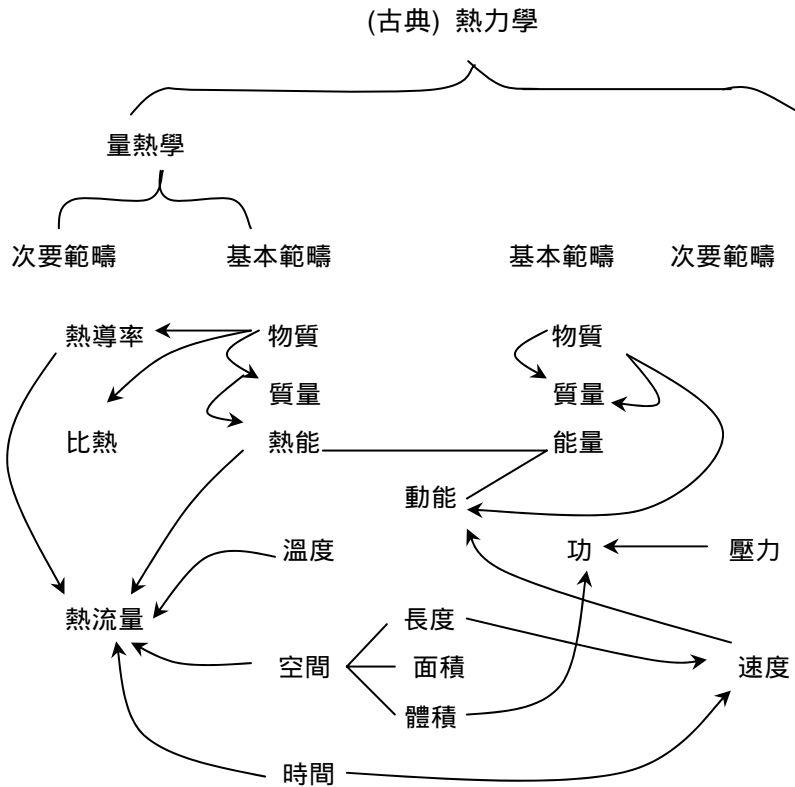 (古典) 熱力學
量熱學
次要範疇 基本範疇 基本範疇 次要範疇
熱導率 物質 物質
質量 質量
比熱 熱能 能量
動能
溫度 功 壓力
熱流量 長度
空間 面積 速度
體積
時間